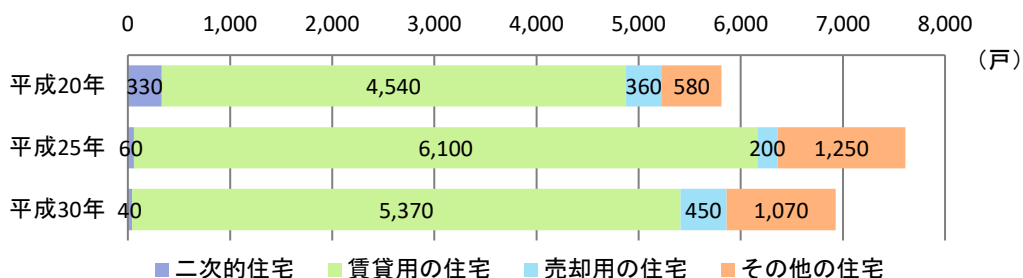 0 1,000 2,000 3,000 4,000 5,000 6,000 7,000 8,000
（戸）
平成20年 330 4,540 360 580
平成25年 60 6,100 200 1,250
平成30年 40 5,370 450 1,070
二次的住宅 賃貸用の住宅 売却用の住宅 その他の住宅